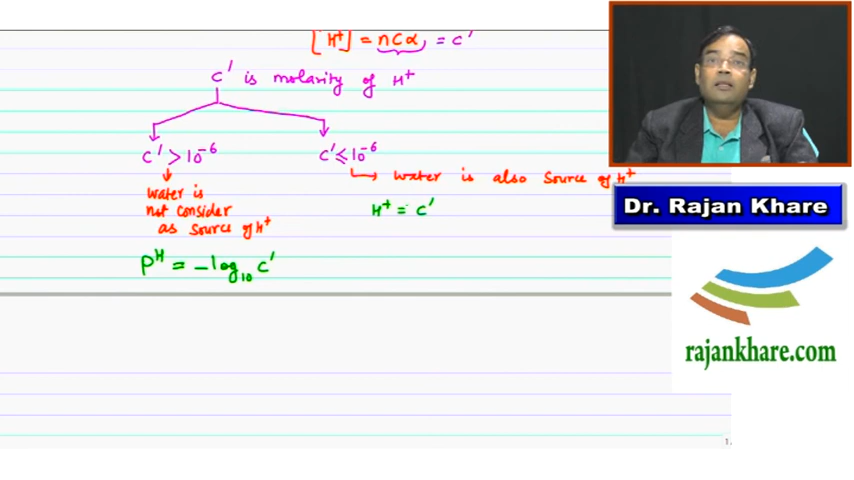 [H+] = nCα = c'
c' is molarity of H+
c' > 10-6
c' ≤ 10-6
water is also source of H+
water is
not consider
as source of H+
H+ = c'
PH = -log10 c'
Dr. Rajan Khare
rajankhare.com
1.